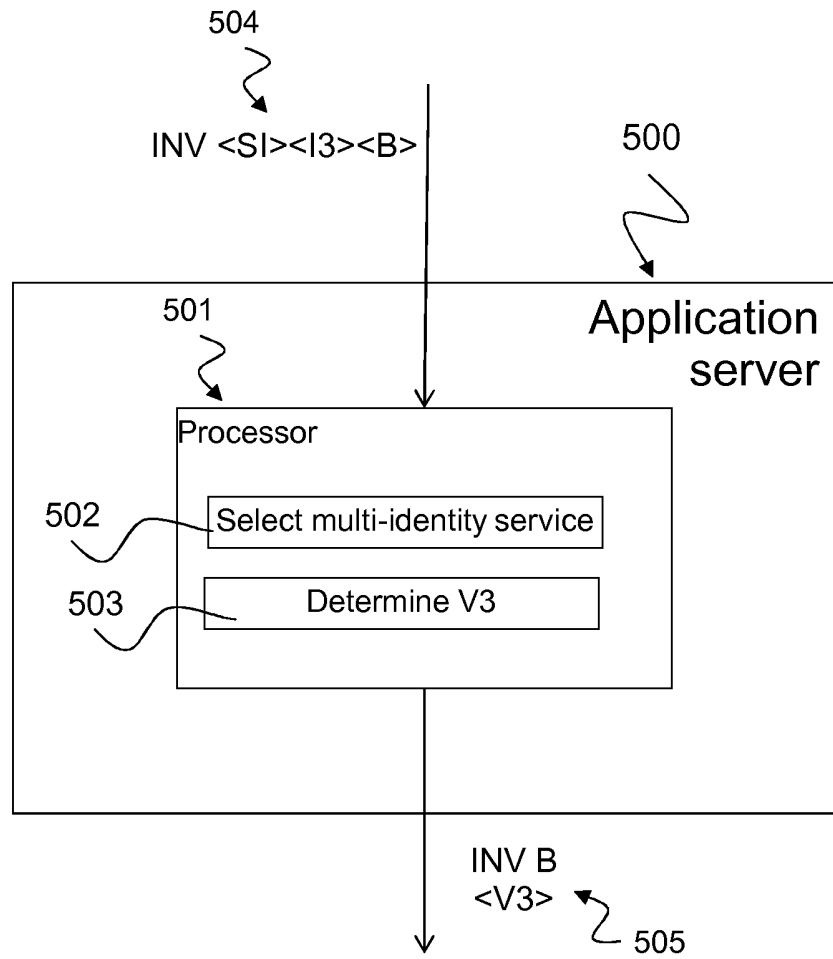 504
INV <SI><I3><B>
500
Application
server
501
Processor
502
Select multi-identity service
503
Determine V3
INV B
<V3>
505